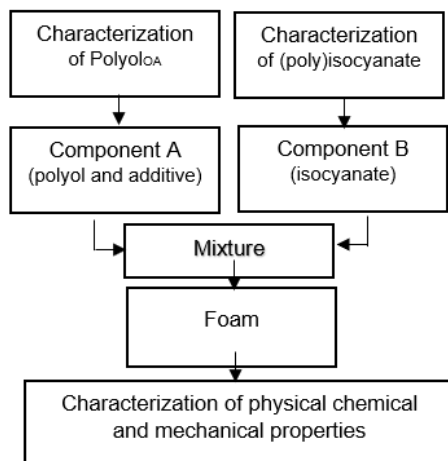 Characterization
of PolyolOA
Characterization
of (poly)isocyanate
Component A
(polyol and additive)
Component B
(isocyanate)
Mixture
Foam
Characterization of physical chemical
and mechanical properties